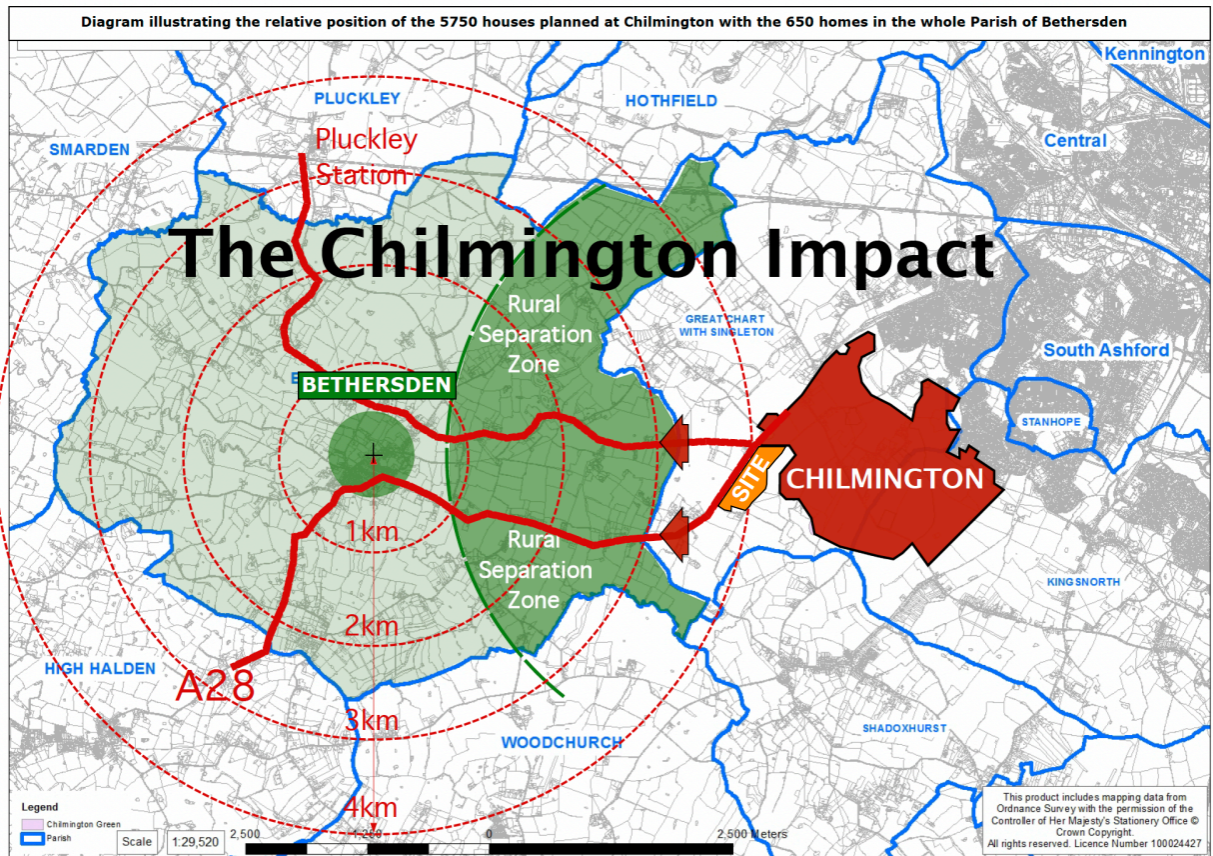 Diagram illustrating the relative position of the 5750 houses planned at Chilmington with the 650 homes in the whole Parish of Bethersden
Kennington
PLUCKLEY
HOTHFIELD
Pluckley
Station
Central
SMARDEN
The Chilmington Impact
Rural
Separation
Zone
GREAT CHART
WITH SINGLETON
South Ashford
BETHERSDEN
STANHOPE
SITE
CHILMINGTON
1km
Rural
Separation
Zone
KINGSNORTH
2km
HIGH HALDEN
A28
3km
WOODCHURCH
SHADOXHURST
4km
Legend
Chilmington Green
Parish
Scale
1:29,520
2,500
1,250
0
2,500 Meters
This product includes mapping data from
Ordnance Survey with the permission of the
Controller of Her Majesty's Stationery Office ©
Crown Copyright.
All rights reserved. Licence Number 100024427